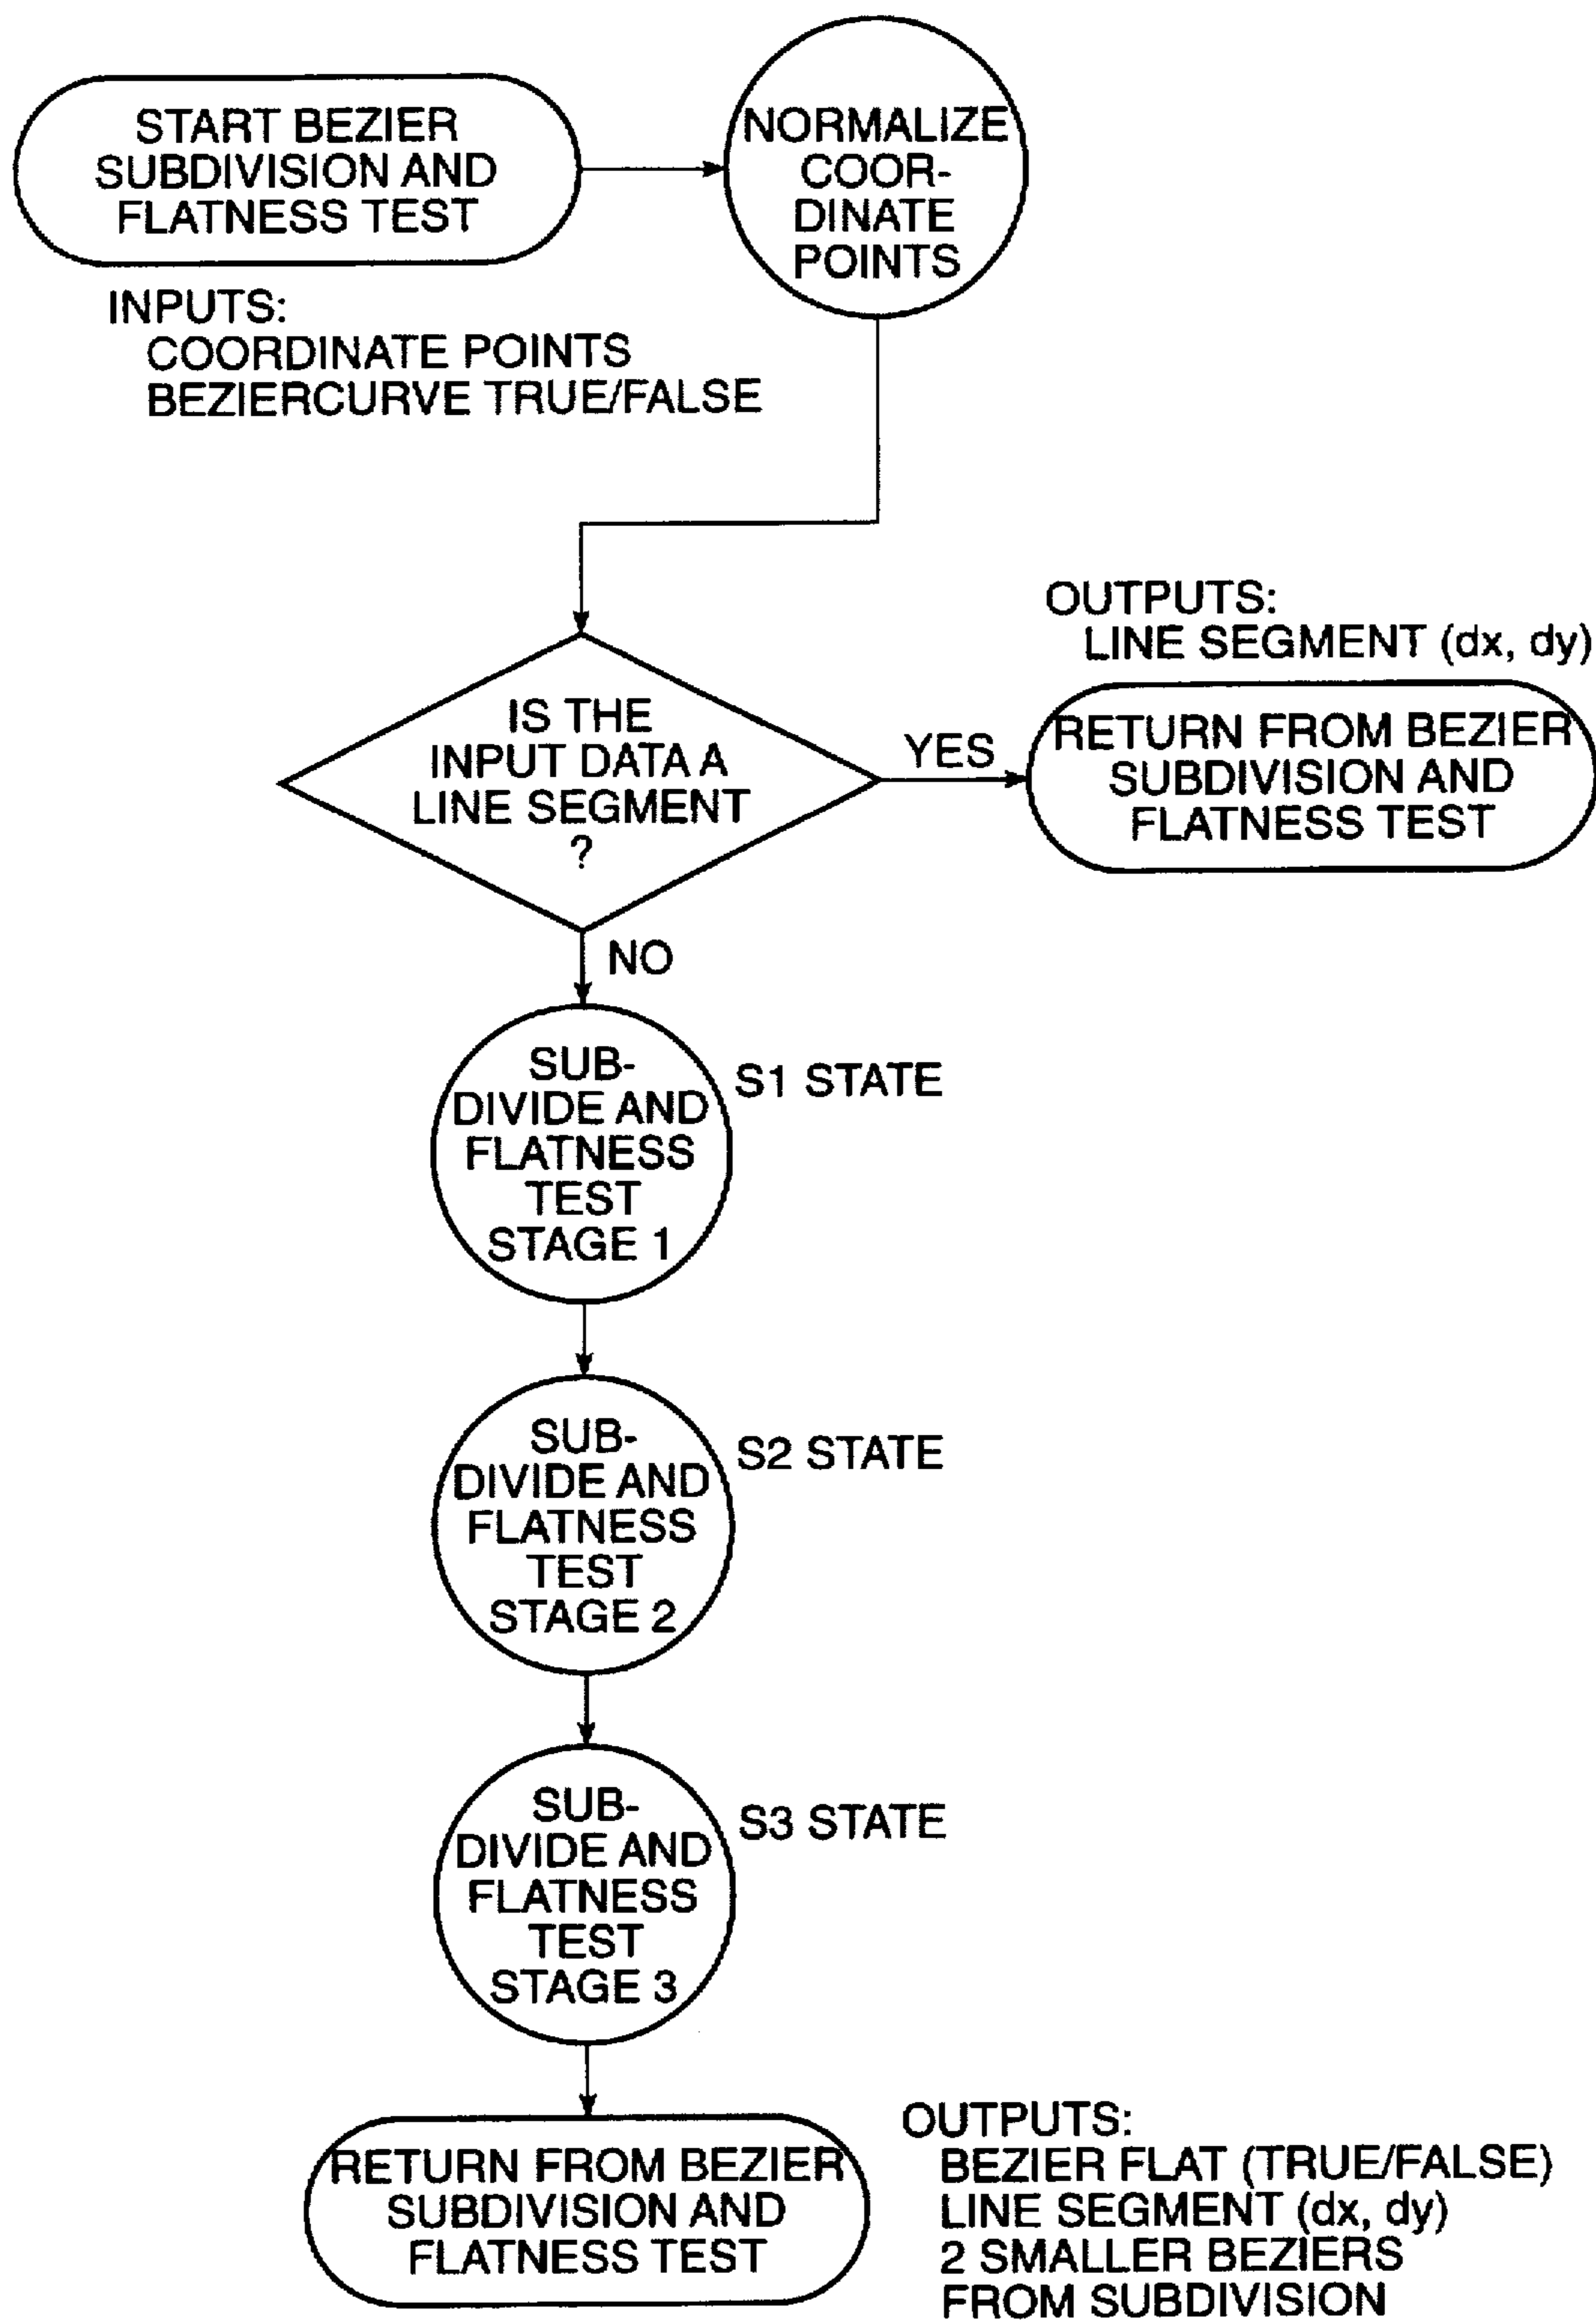 START BEZIER
SUBDIVISION AND
FLATNESS TEST
NORMALIZE
COOR-
DINATE
POINTS
INPUTS:
COORDINATE POINTS
BEZIERCURVE TRUE/FALSE
OUTPUTS:
LINE SEGMENT (dx, dy)
IS THE
INPUT DATA A
LINE SEGMENT
?
YES
RETURN FROM BEZIER
SUBDIVISION AND
FLATNESS TEST
NO
SUB-
DIVIDE AND
FLATNESS
TEST
STAGE 1
S1 STATE
SUB-
DIVIDE AND
FLATNESS
TEST
STAGE 2
S2 STATE
SUB-
DIVIDE AND
FLATNESS
TEST
STAGE 3
S3 STATE
RETURN FROM BEZIER
SUBDIVISION AND
FLATNESS TEST
OUTPUTS:
BEZIER FLAT (TRUE/FALSE)
LINE SEGMENT (dx, dy)
2 SMALLER BEZIERS
FROM SUBDIVISION